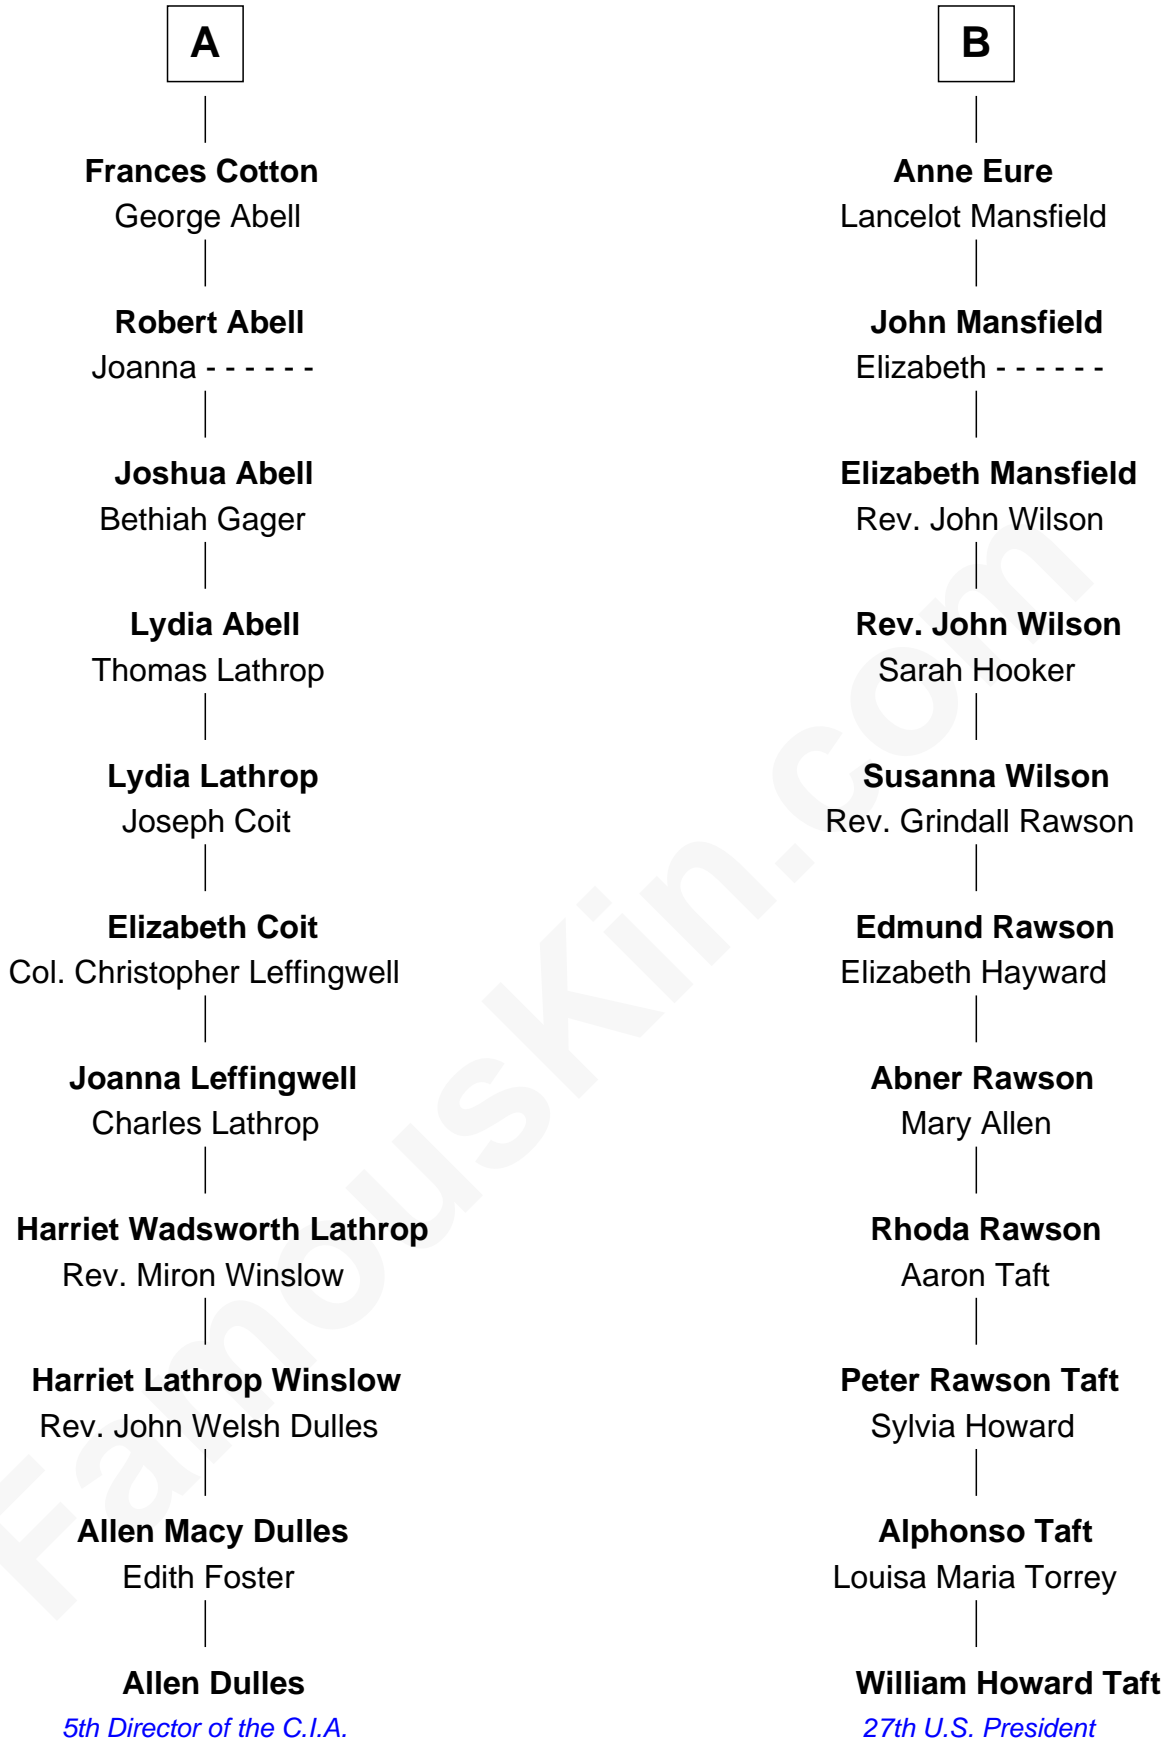 A
Frances Cotton
George Abell
Robert Abell
Joanna - - - - - -
Joshua Abell
Bethiah Gager
Lydia Abell
Thomas Lathrop
Lydia Lathrop
Joseph Coit
Elizabeth Coit
Col. Christopher Leffingwell
Joanna Leffingwell
Charles Lathrop
Harriet Wadsworth Lathrop
Rev. Miron Winslow
Harriet Lathrop Winslow
Rev. John Welsh Dulles
Allen Macy Dulles
Edith Foster
Allen Dulles
5th Director of the C.I.A.
B
Anne Eure
Lancelot Mansfield
John Mansfield
Elizabeth - - - - - -
Elizabeth Mansfield
Rev. John Wilson
Rev. John Wilson
Sarah Hooker
Susanna Wilson
Rev. Grindall Rawson
Edmund Rawson
Elizabeth Hayward
Abner Rawson
Mary Allen
Rhoda Rawson
Aaron Taft
Peter Rawson Taft
Sylvia Howard
Alphonso Taft
Louisa Maria Torrey
William Howard Taft
27th U.S. President
FamousKin.com